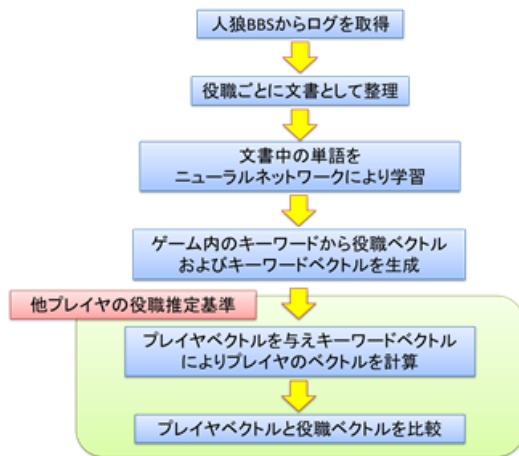 人狼BBSからログを取得
役職ごとに文書として整理
文書中の単語を
ニューラルネットワークにより学習
ゲーム内のキーワードから役職ベクトル
およびキーワードベクトルを生成
他プレイヤの役職推定基準
プレイヤベクトルを与えキーワードベクトル
によりプレイヤのベクトルを計算
プレイヤベクトルと役職ベクトルを比較